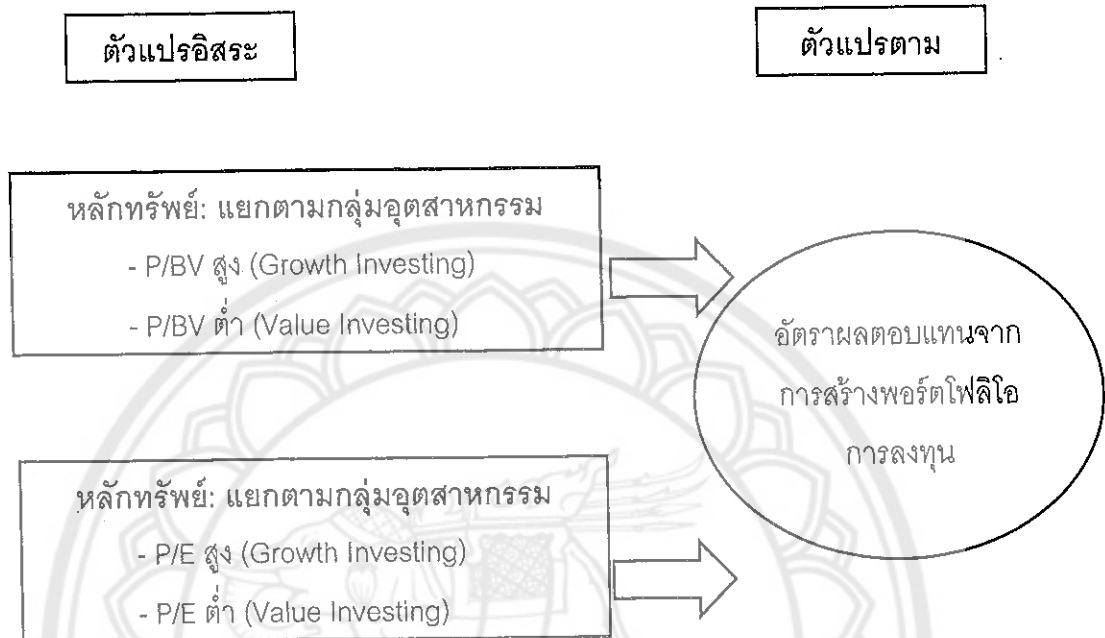 ตัวแปรอิสระ
ตัวแปรตาม
หลักทรัพย์: แยกตามกลุ่มอุตสาหกรรม
- P/BV สูง (Growth Investing)
- P/BV ต่ำ (Value Investing)
อัตราผลตอบแทนจาก
การสร้างพอร์ตโฟลิโอ
การลงทุน
หลักทรัพย์: แยกตามกลุ่มอุตสาหกรรม
- P/E สูง (Growth Investing)
- P/E ต่ำ (Value Investing)